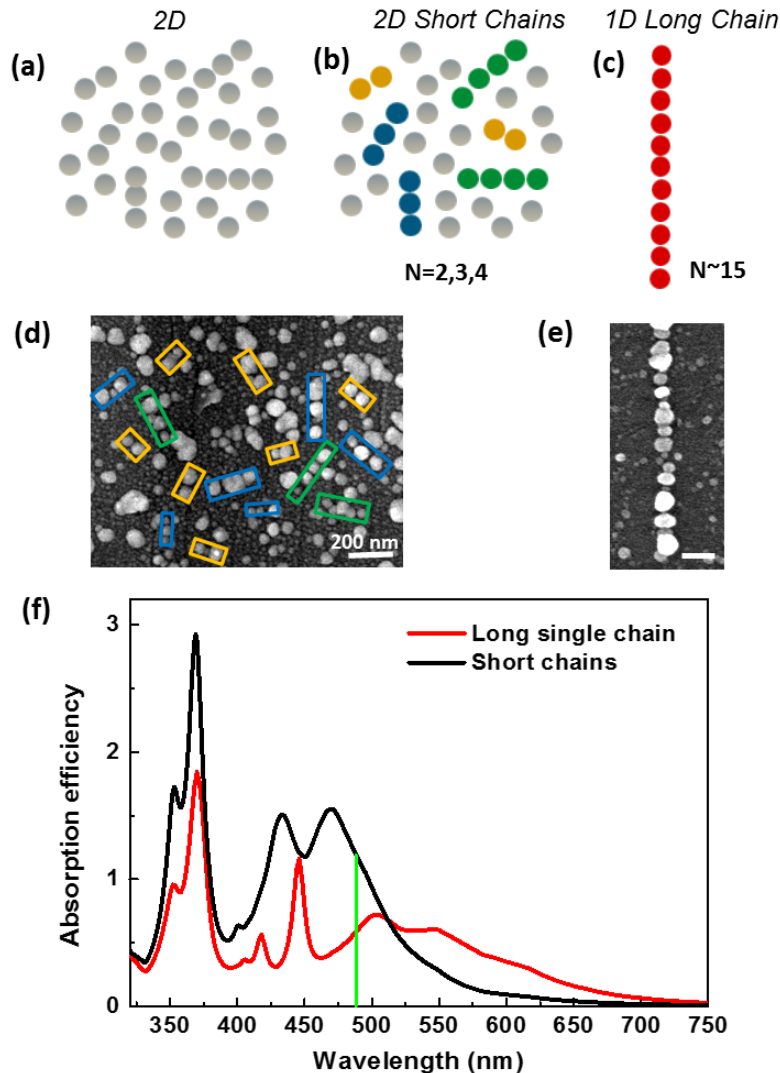 2D
2D Short Chains
1D Long Chain
(a)
(b)
(c)
N=2,3,4
N~15
(d)
(e)
200 nm
(f)
3
2
1
0
Absorption efficiency
Long single chain
Short chains
350 400 450 500 550 600 650 700 750
Wavelength (nm)